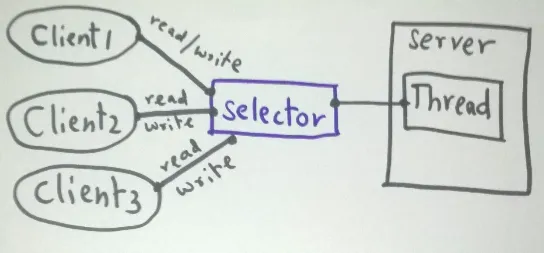 Client1
read/write
Client2
read
write
Client3
read
write
Selector
Server
Thread